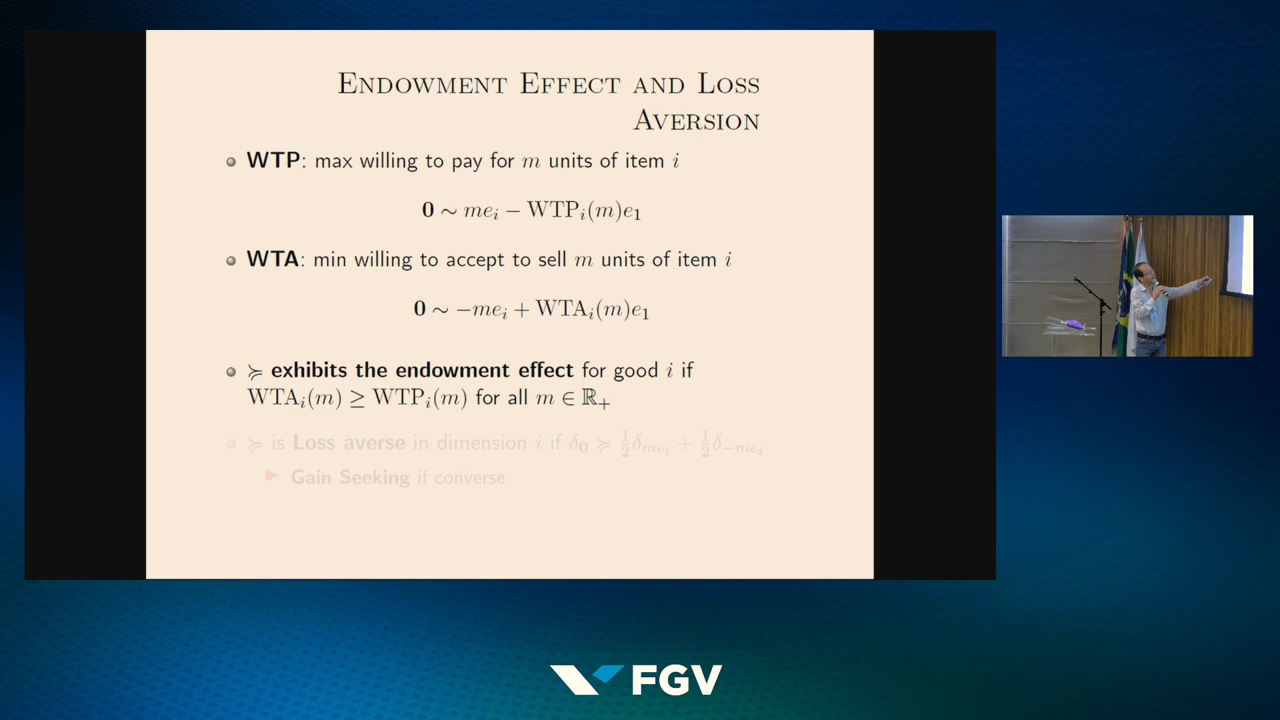 Endowment Effect and Loss
Aversion
WTP: max willing to pay for m units of item i
0 ∼ me_i − WTP_i(m)e_1
WTA: min willing to accept to sell m units of item i
0 ∼ −me_i + WTA_i(m)e_1
≽ exhibits the endowment effect for good i if
WTA_i(m) ≥ WTP_i(m) for all m ∈ ℝ_+
≽ is Loss averse in dimension i if δ_0 ≽ ½δ_{me_i} + ½δ_{−me_i}
Gain Seeking if converse
FGV